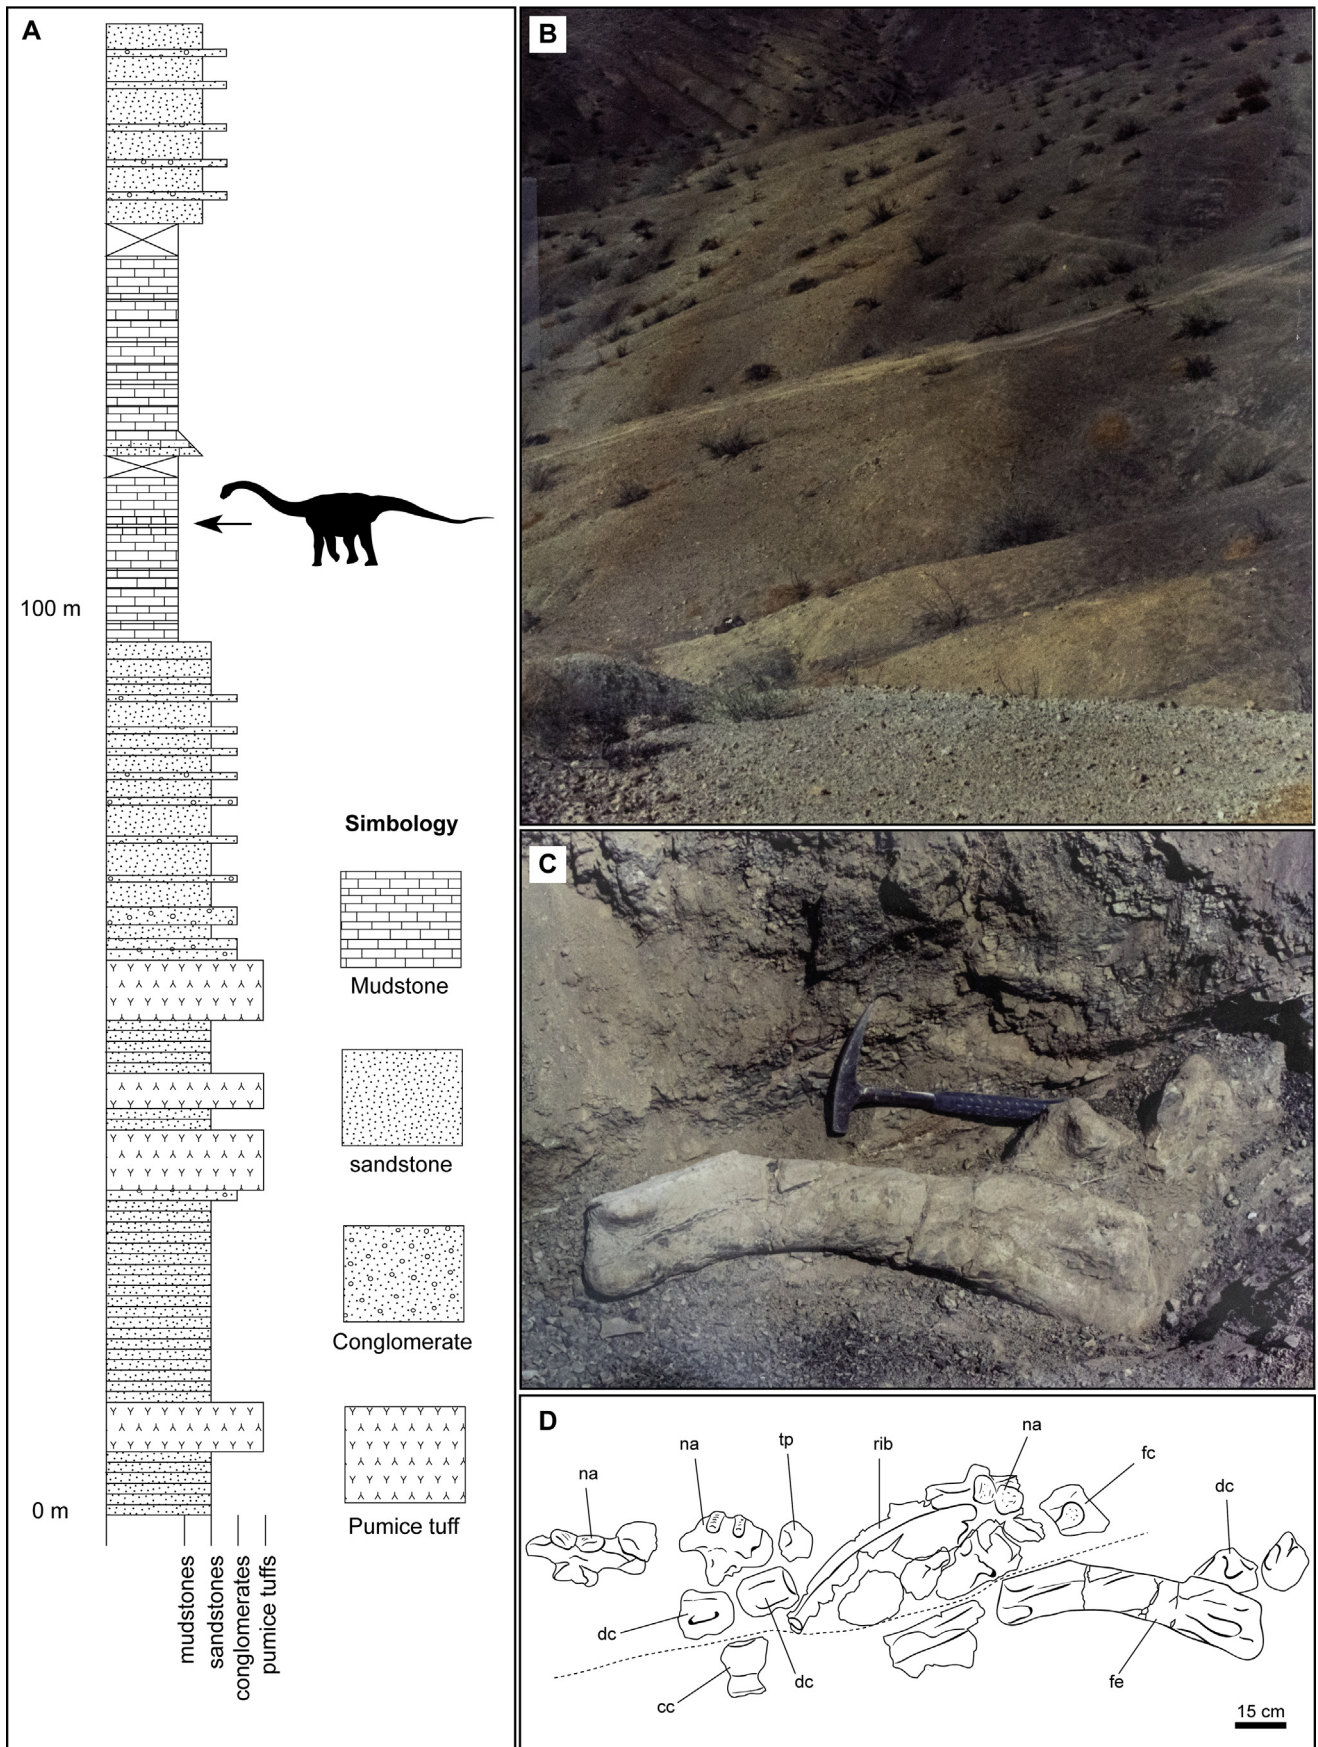 A
100 m
0 m
mudstones
sandstones
conglomerates
pumice tuffs
Simbology
Mudstone
sandstone
Conglomerate
Pumice tuff
B
C
D
na
na
tp
rib
na
fc
dc
dc
cc
dc
fe
15 cm